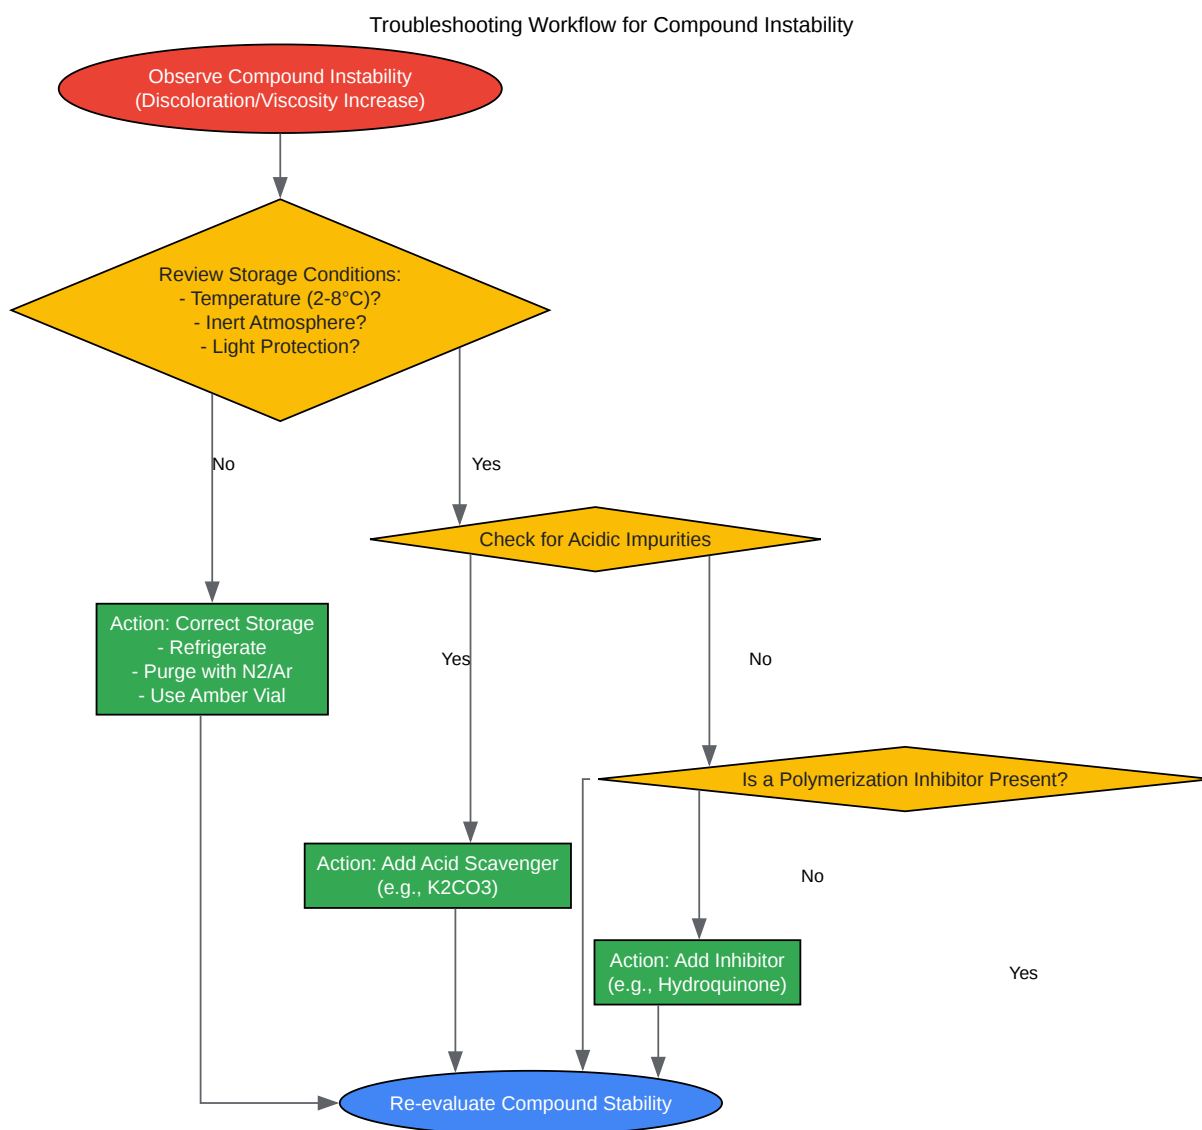 Troubleshooting Workflow for Compound Instability
Observe Compound Instability
(Discoloration/Viscosity Increase)
Review Storage Conditions:
- Temperature (2-8°C)?
- Inert Atmosphere?
- Light Protection?
No
Yes
Check for Acidic Impurities
Action: Correct Storage
- Refrigerate
- Purge with N2/Ar
- Use Amber Vial
Yes
No
Is a Polymerization Inhibitor Present?
Action: Add Acid Scavenger
(e.g., K2CO3)
No
Action: Add Inhibitor
(e.g., Hydroquinone)
Yes
Re-evaluate Compound Stability